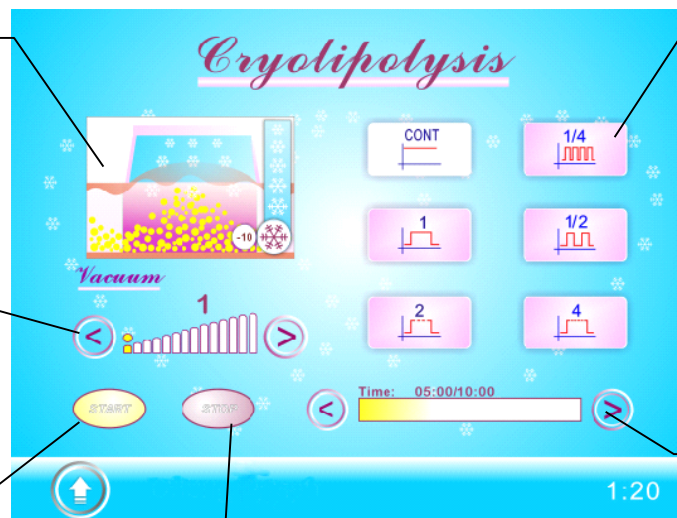 Cryolipolysis
CONT
1/4
1
1/2
2
4
-10
Vacuum
1
< >
START
STOP
< Time: 05:00/10:00 >
1:20